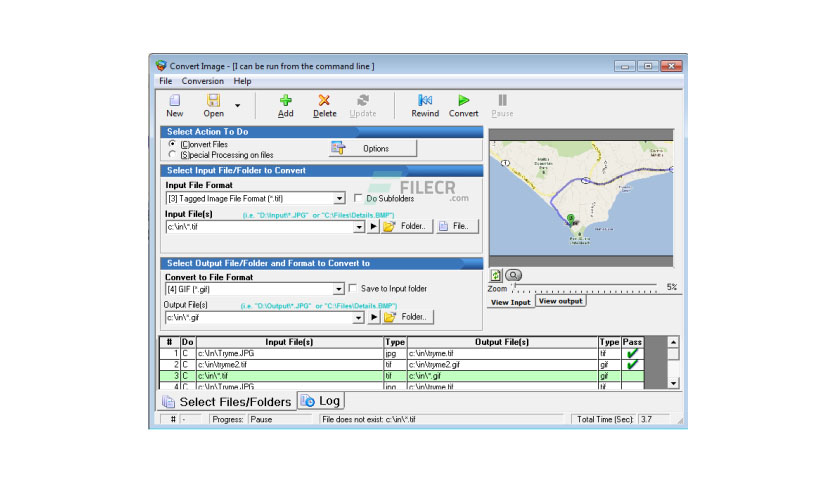 Convert Image - [I can be run from the command line ]
File Conversion Help
New Open Add Delete Update Rewind Convert Pause
Select Action To Do
[C]onvert Files
[S]pecial Processing on files
Options
Select Input File/Folder to Convert
Input File Format
[3] Tagged Image File Format (*.tif)
Do Subfolders
FILECR
.com
Input File(s) (i.e. "D:\Input\*.JPG" or "C:\Files\Details.BMP")
c:\in\*.tif
Folder.. File..
Select Output File/Folder and Format to Convert to
Convert to File Format
[4] GIF (*.gif)
Save to Input folder
Output File(s) (i.e. "D:\Output\*.JPG" or "C:\Files\Details.BMP")
c:\in\*.gif
Folder..
Zoom 5%
View Input View output
# Do Input File(s) Type Output File(s) Type Pass
1 C c:\In\Tryme.JPG jpg c:\in\tryme.tif tif
2 C c:\in\tryme2.tif tif c:\in\tryme2.gif gif
3 C c:\in\*.tif tif c:\in\*.gif gif
4 C c:\In\Tryme.JPG jpg c:\in\tryme.tif tif
Select Files/Folders Log
# - Progress: Pause File does not exist: c:\in\*.tif Total Time (Sec): 3.7